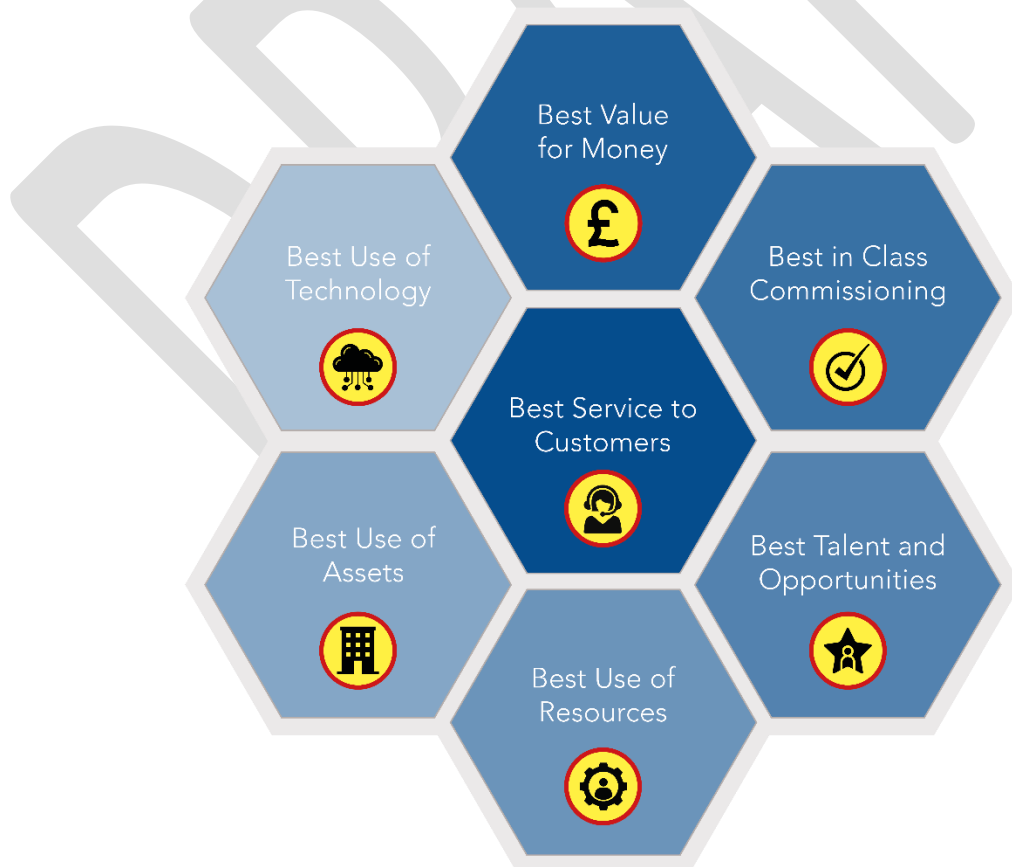 Best Value
for Money
£
Best Use of
Technology
Best in Class
Commissioning
Best Service to
Customers
Best Use of
Assets
Best Talent and
Opportunities
Best Use of
Resources